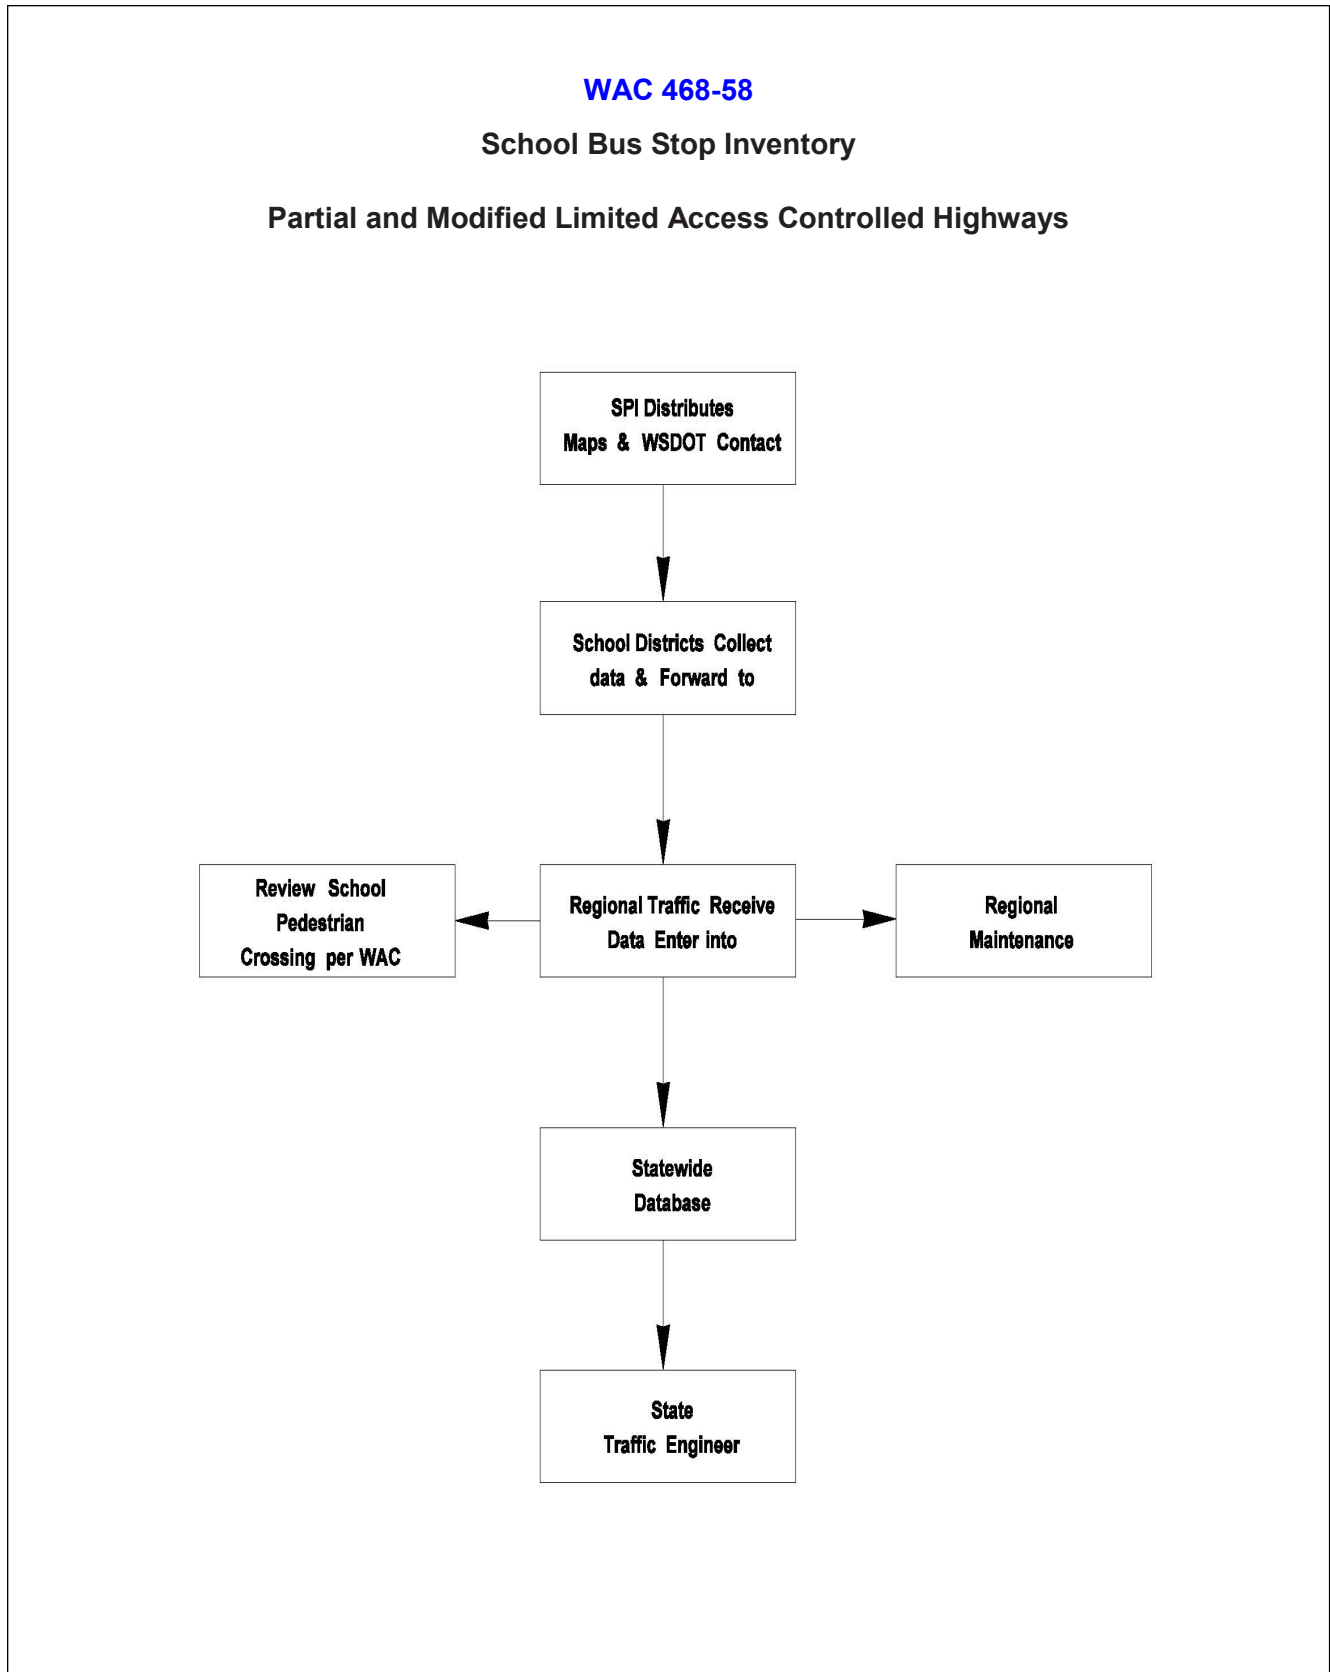 WAC 468-58
School Bus Stop Inventory
Partial and Modified Limited Access Controlled Highways
SPI Distributes
Maps & WSDOT Contact
School Districts Collect
data & Forward to
Review School
Pedestrian
Crossing per WAC
Regional Traffic Receive
Data Enter into
Regional
Maintenance
Statewide
Database
State
Traffic Engineer